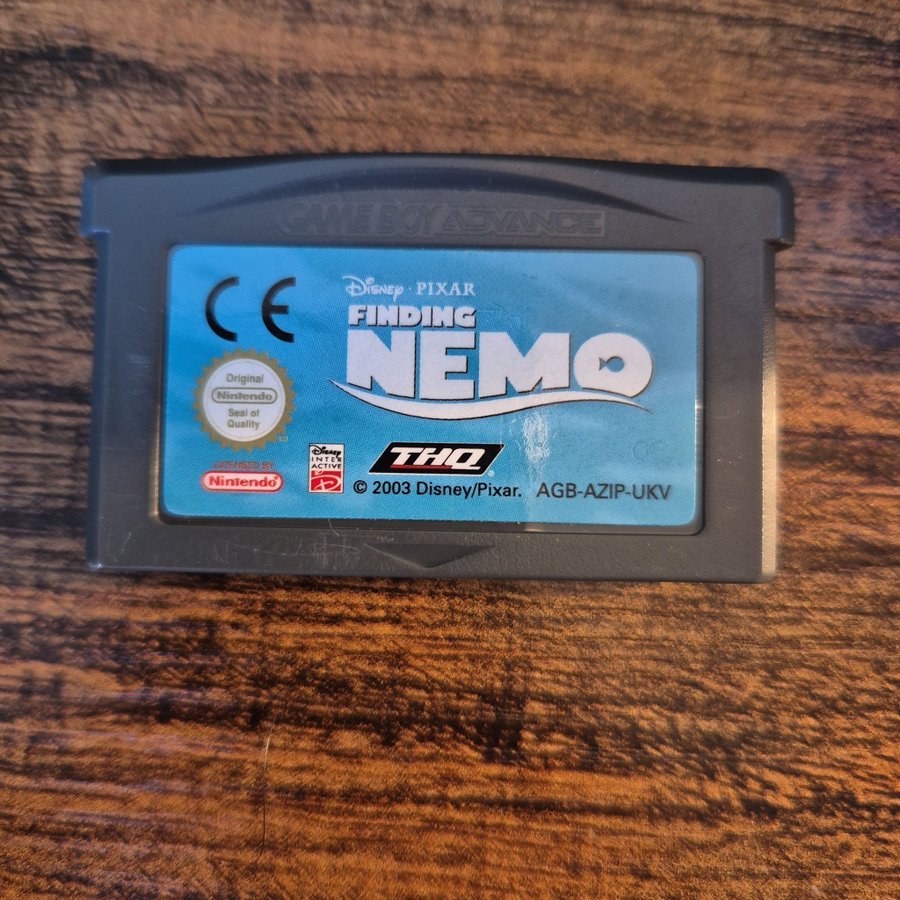 GAME BOY ADVANCE
CE
Disney · PIXAR
FINDING
NEMO
Original
Nintendo
Seal of
Quality
LICENSED BY
Nintendo
Disney
INTER
ACTIVE
THQ
© 2003 Disney/Pixar.
AGB-AZIP-UKV